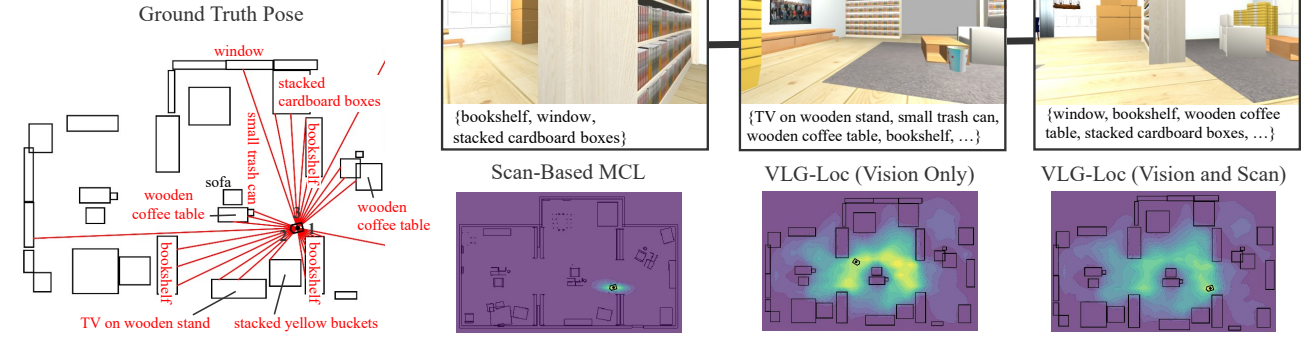 Ground Truth Pose
window
stacked
cardboard boxes
small trash can
bookshelf
sofa
wooden
coffee table
wooden
coffee table
3
1
2
bookshelf
bookshelf
TV on wooden stand
stacked yellow buckets
{bookshelf, window,
stacked cardboard boxes}
{TV on wooden stand, small trash can,
wooden coffee table, bookshelf, …}
{window, bookshelf, wooden coffee
table, stacked cardboard boxes, …}
Scan-Based MCL
VLG-Loc (Vision Only)
VLG-Loc (Vision and Scan)